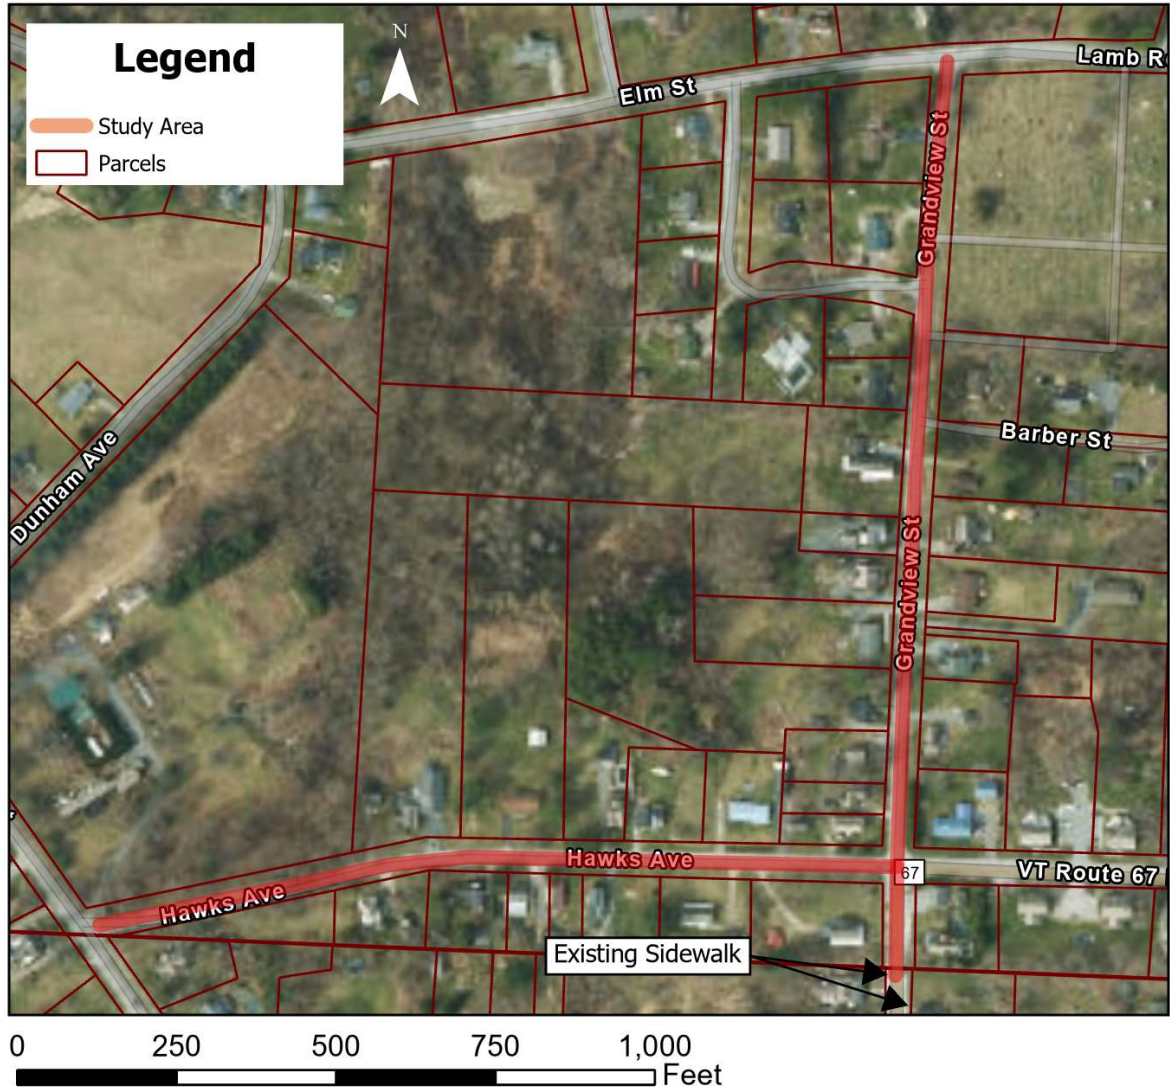 Legend
Study Area
Parcels
N
Elm St
Lamb R
Grandview St
Barber St
Dunham Ave
Grandview St
Hawks Ave
67
VT Route 67
Hawks Ave
Existing Sidewalk
0 250 500 750 1,000
Feet